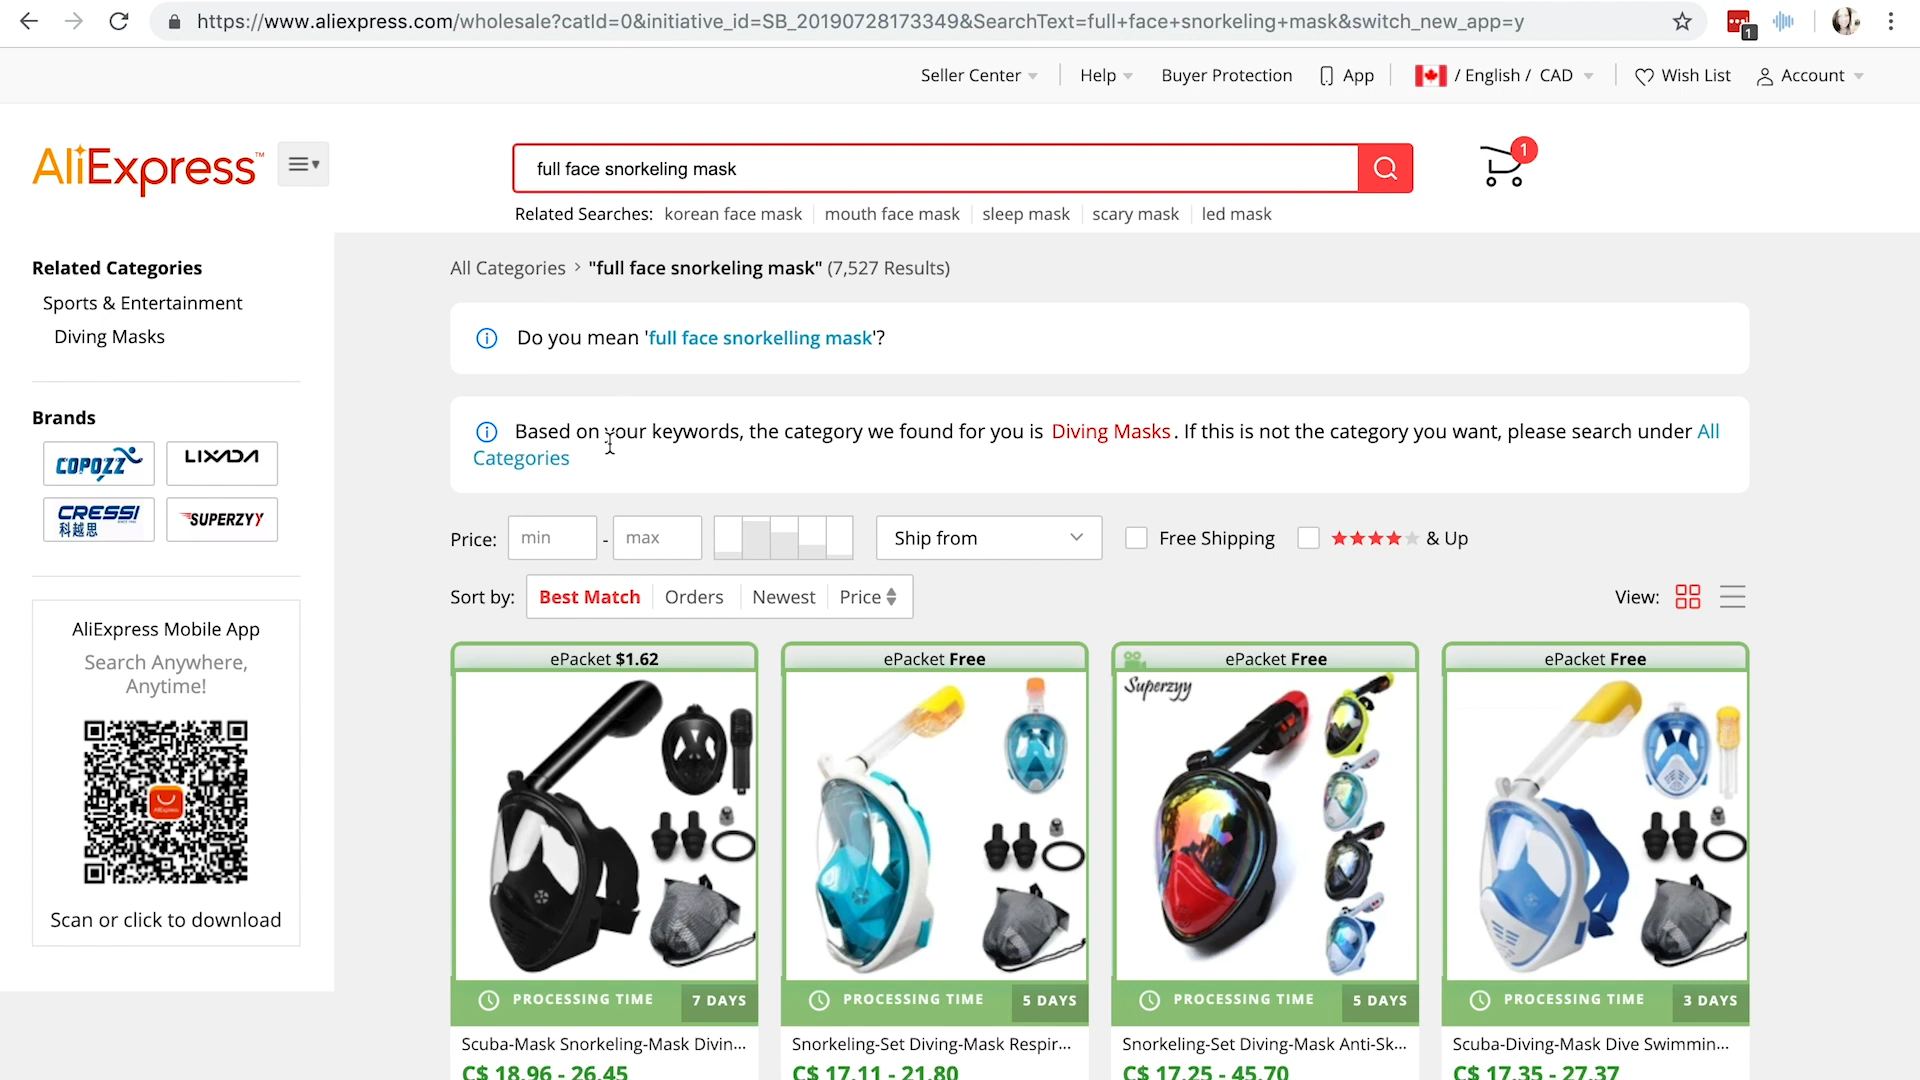 https://www.aliexpress.com/wholesale?catId=0&initiative_id=SB_20190728173349&SearchText=full+face+snorkeling+mask&switch_new_app=y
1
Seller Center
Help
Buyer Protection
App
/ English / CAD
Wish List
Account
AliExpress™
full face snorkeling mask
1
Related Searches: korean face mask mouth face mask sleep mask scary mask led mask
All Categories > "full face snorkeling mask" (7,527 Results)
Related Categories
Sports & Entertainment
Diving Masks
Do you mean 'full face snorkelling mask'?
Based on your keywords, the category we found for you is Diving Masks. If this is not the category you want, please search under All
Categories
Brands
COPOZZ
LIXADA
CRESSI
科越思
SUPERZYY
Price: min - max Ship from Free Shipping & Up
Sort by: Best Match Orders Newest Price View:
AliExpress Mobile App
Search Anywhere,
Anytime!
AliExpress
Scan or click to download
ePacket $1.62
ePacket Free
ePacket Free
ePacket Free
Superzyy
PROCESSING TIME 7 DAYS
PROCESSING TIME 5 DAYS
PROCESSING TIME 5 DAYS
PROCESSING TIME 3 DAYS
Scuba-Mask Snorkeling-Mask Divin...
Snorkeling-Set Diving-Mask Respir...
Snorkeling-Set Diving-Mask Anti-Sk...
Scuba-Diving-Mask Dive Swimmin...
C$ 18.96 - 26.45
C$ 17.11 - 21.80
C$ 17.25 - 45.70
C$ 17.35 - 27.37